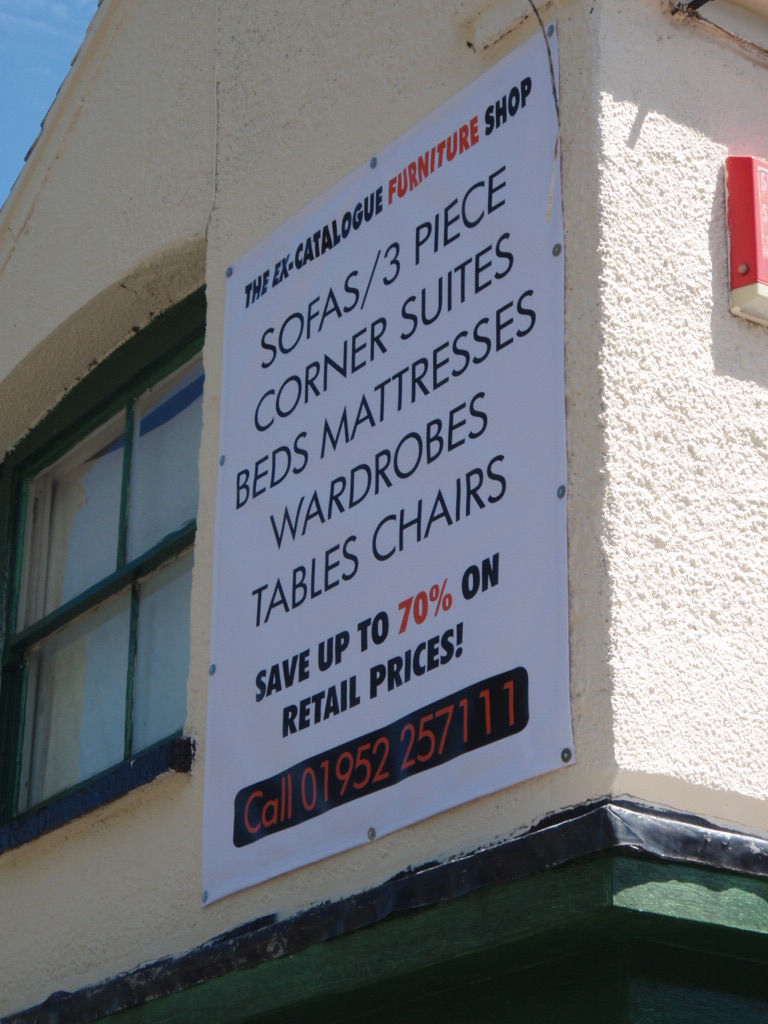 THE EX-CATALOGUE FURNITURE SHOP
SOFAS/3 PIECE
CORNER SUITES
BEDS MATTRESSES
WARDROBES
TABLES CHAIRS
SAVE UP TO 70% ON
RETAIL PRICES!
Call 01952 257111